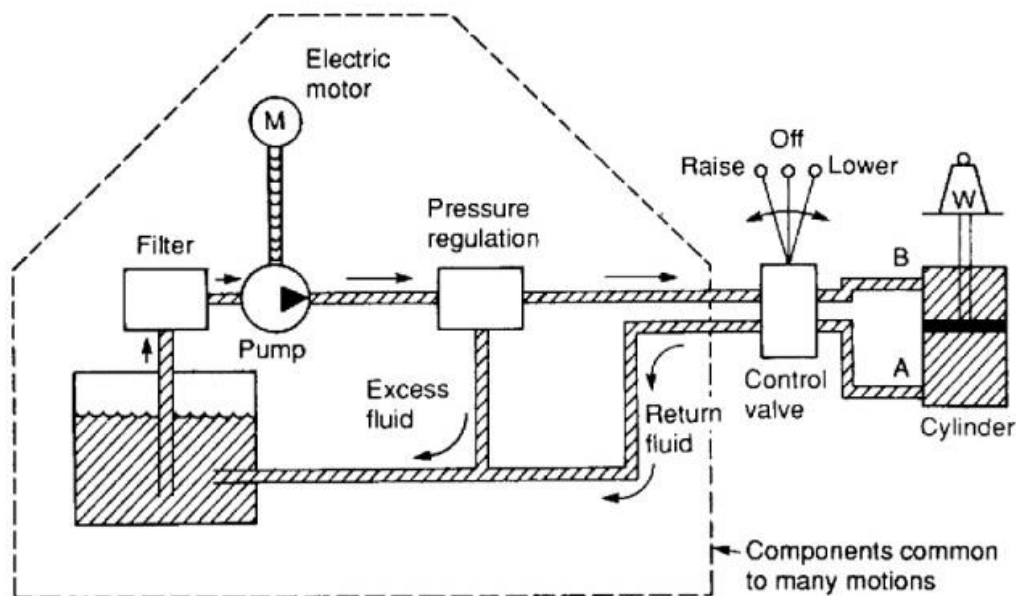 Electric
motor
M
Off
Raise
Lower
Pressure
regulation
W
Filter
B
Pump
A
Excess
fluid
Return
fluid
Control
valve
Cylinder
Components common
to many motions